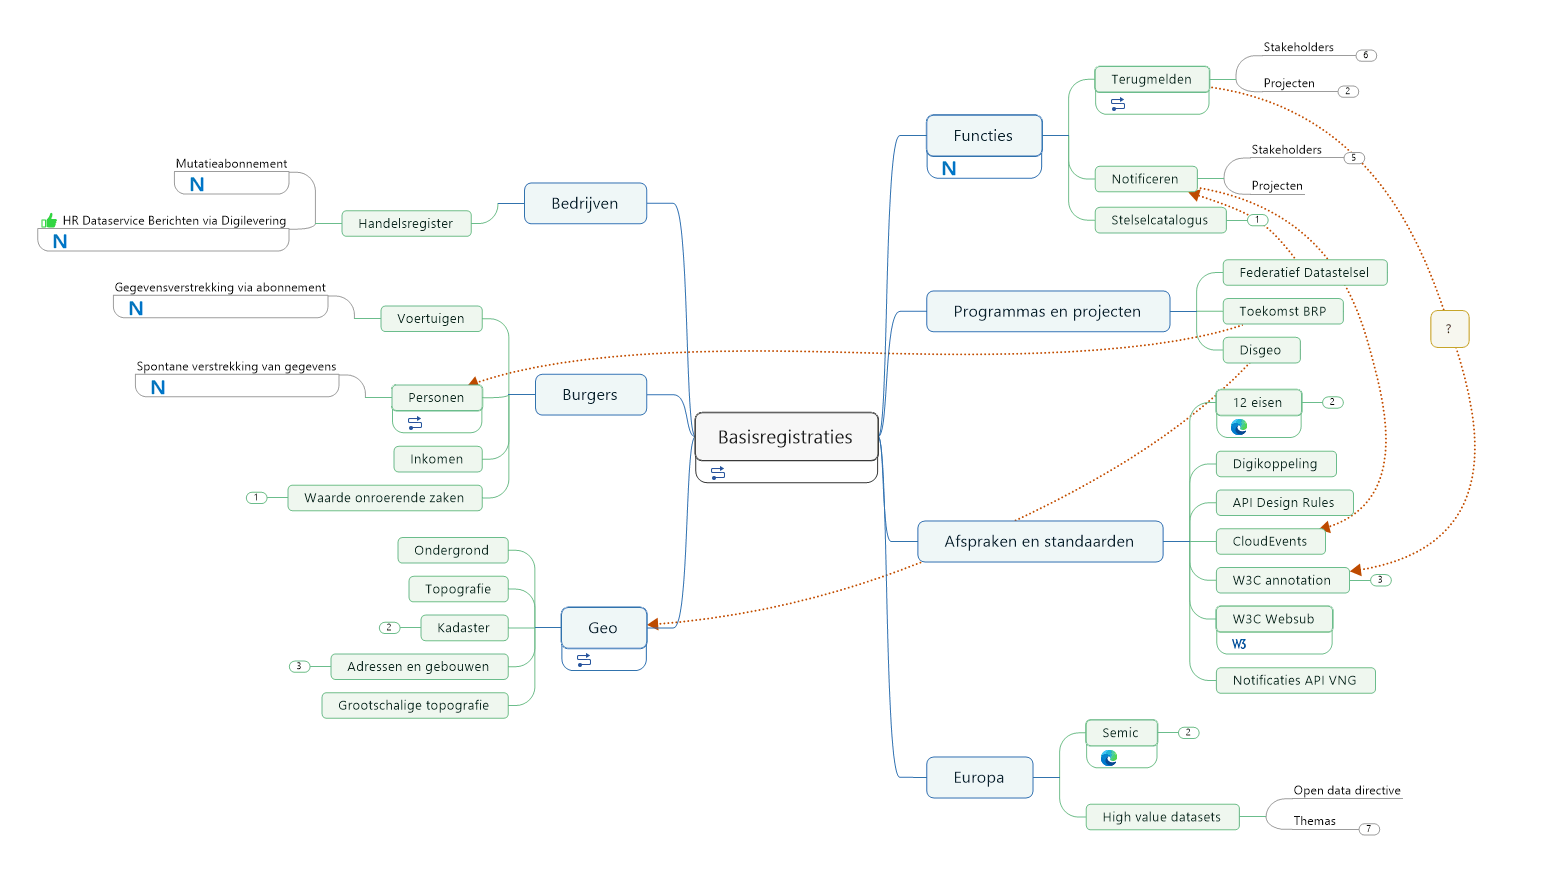 Basisregistraties
Bedrijven
Handelsregister
Mutatieabonnement
N
HR Dataservice Berichten via Digilevering
N
Burgers
Voertuigen
Gegevensverstrekking via abonnement
N
Personen
Spontane verstrekking van gegevens
N
Inkomen
Waarde onroerende zaken
1
Geo
Ondergrond
Topografie
Kadaster
2
Adressen en gebouwen
3
Grootschalige topografie
Functies
N
Terugmelden
Stakeholders
6
Projecten
2
Notificeren
Stakeholders
5
Projecten
Stelselcatalogus
1
Programmas en projecten
Federatief Datastelsel
Toekomst BRP
Disgeo
?
Afspraken en standaarden
12 eisen
2
Digikoppeling
API Design Rules
CloudEvents
W3C annotation
3
W3C Websub
W3
Notificaties API VNG
Europa
Semic
2
High value datasets
Open data directive
Themas
7